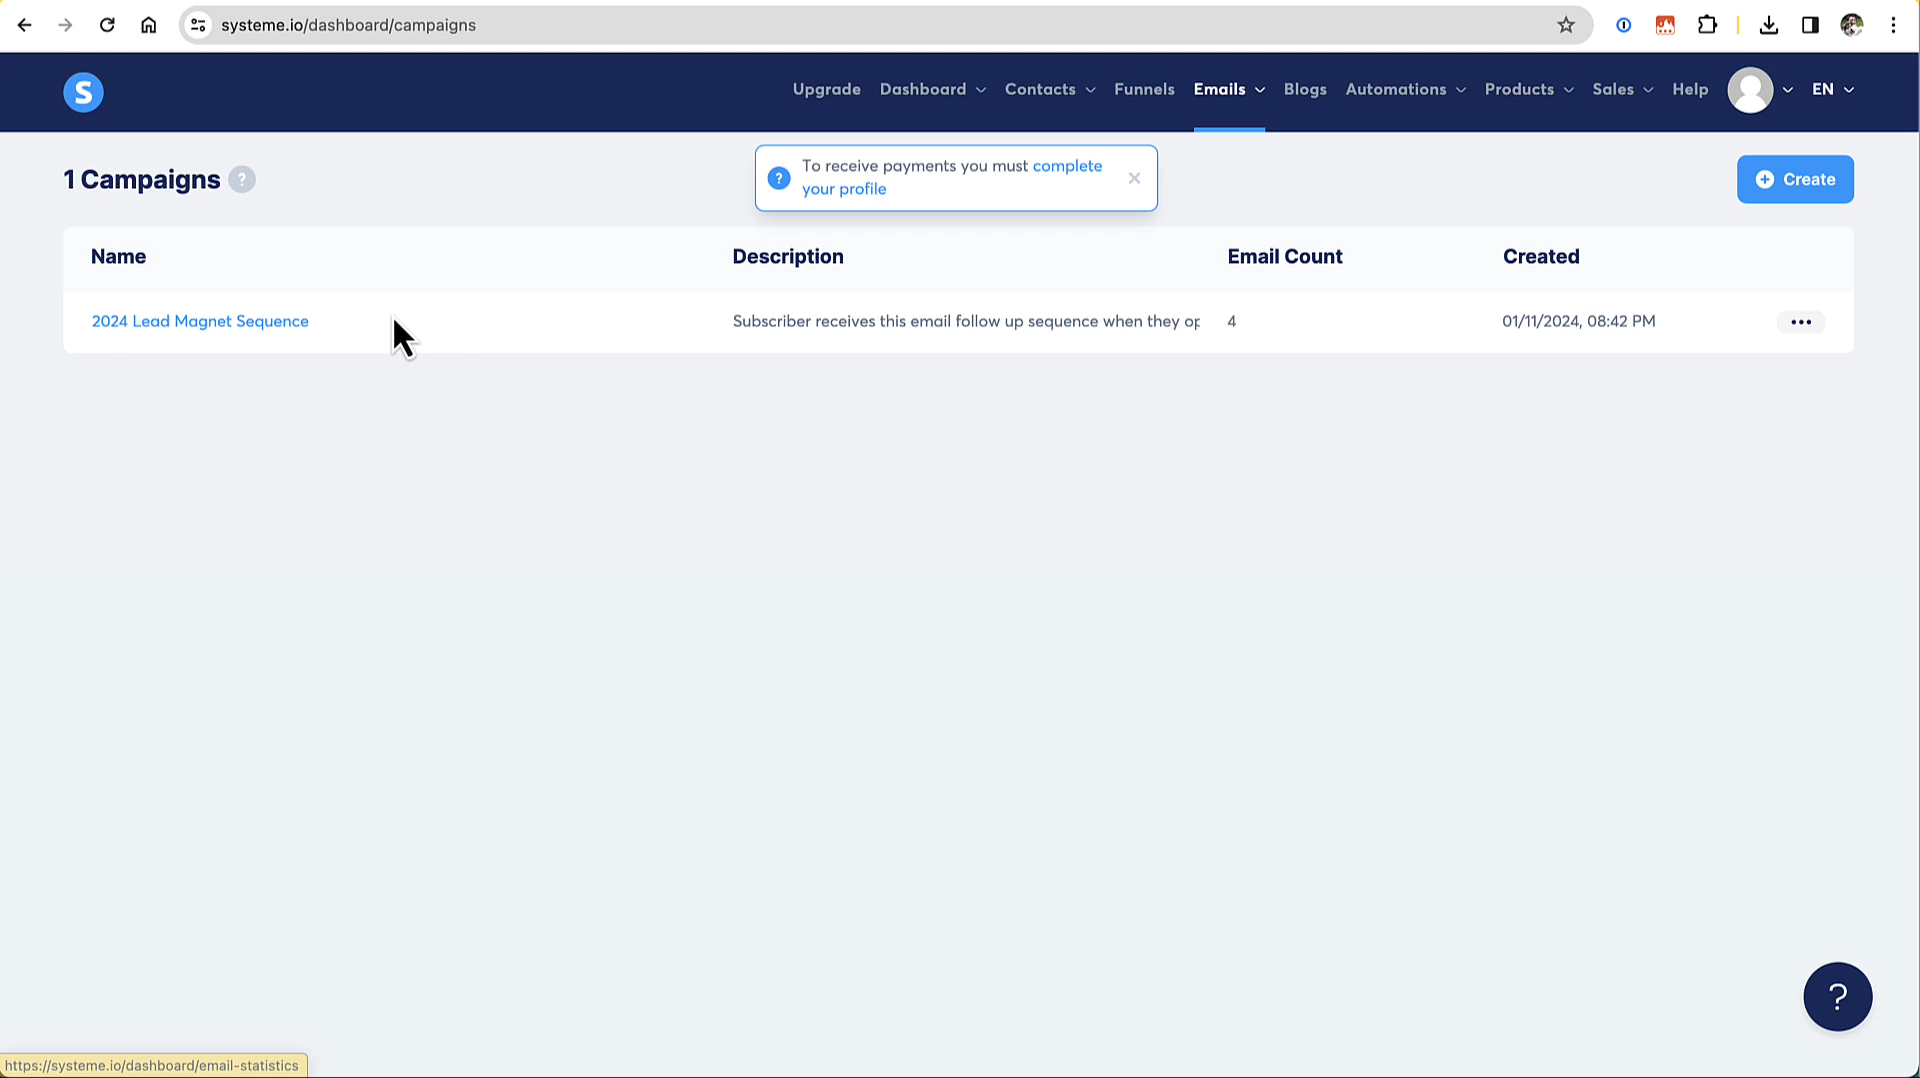 systeme.io/dashboard/campaigns
S Upgrade Dashboard Contacts Funnels Emails Blogs Automations Products Sales Help EN
1 Campaigns ?
? To receive payments you must complete
your profile
Create
Name Description Email Count Created
2024 Lead Magnet Sequence Subscriber receives this email follow up sequence when they op 4 01/11/2024, 08:42 PM
?
https://systeme.io/dashboard/email-statistics